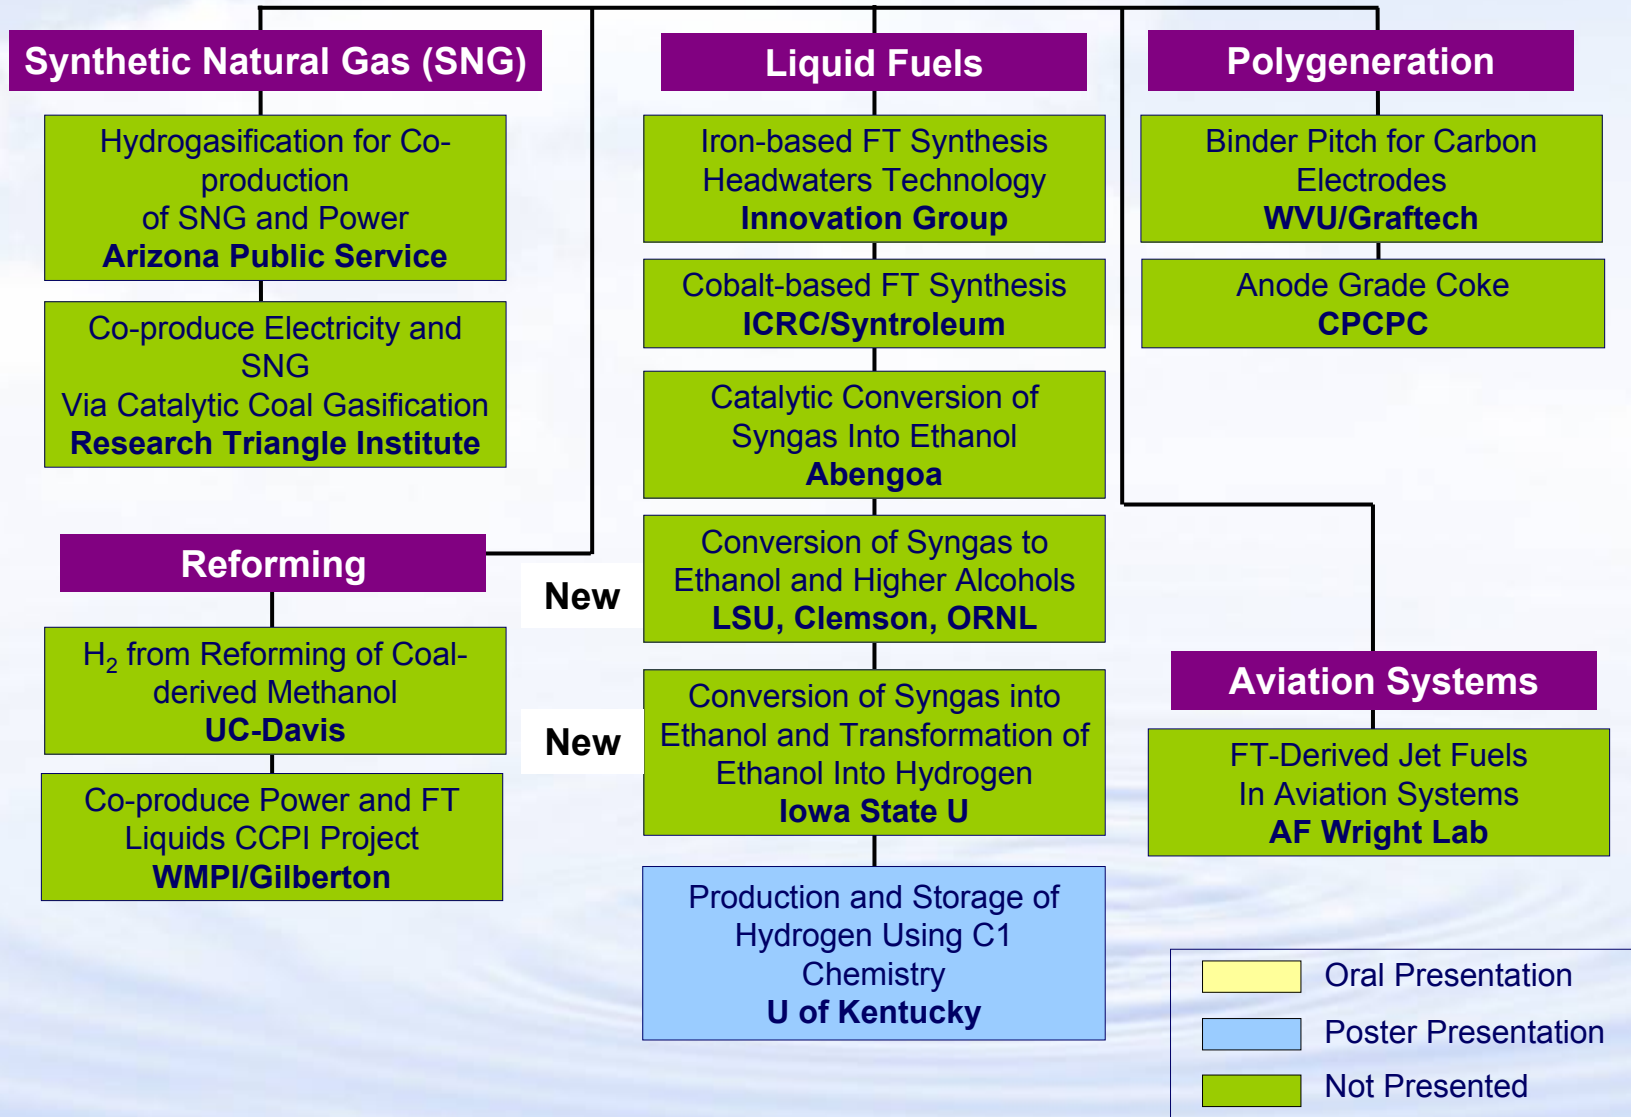 Synthetic Natural Gas (SNG)
Hydrogasification for Co-
production
of SNG and Power
Arizona Public Service
Co-produce Electricity and
SNG
Via Catalytic Coal Gasification
Research Triangle Institute
Reforming
H₂ from Reforming of Coal-
derived Methanol
UC-Davis
Co-produce Power and FT
Liquids CCPI Project
WMPI/Gilberton
Liquid Fuels
Iron-based FT Synthesis
Headwaters Technology
Innovation Group
Cobalt-based FT Synthesis
ICRC/Syntroleum
Catalytic Conversion of
Syngas Into Ethanol
Abengoa
New
Conversion of Syngas to
Ethanol and Higher Alcohols
LSU, Clemson, ORNL
New
Conversion of Syngas into
Ethanol and Transformation of
Ethanol Into Hydrogen
Iowa State U
Production and Storage of
Hydrogen Using C1
Chemistry
U of Kentucky
Polygeneration
Binder Pitch for Carbon
Electrodes
WVU/Graftech
Anode Grade Coke
CPCPC
Aviation Systems
FT-Derived Jet Fuels
In Aviation Systems
AF Wright Lab
Oral Presentation
Poster Presentation
Not Presented